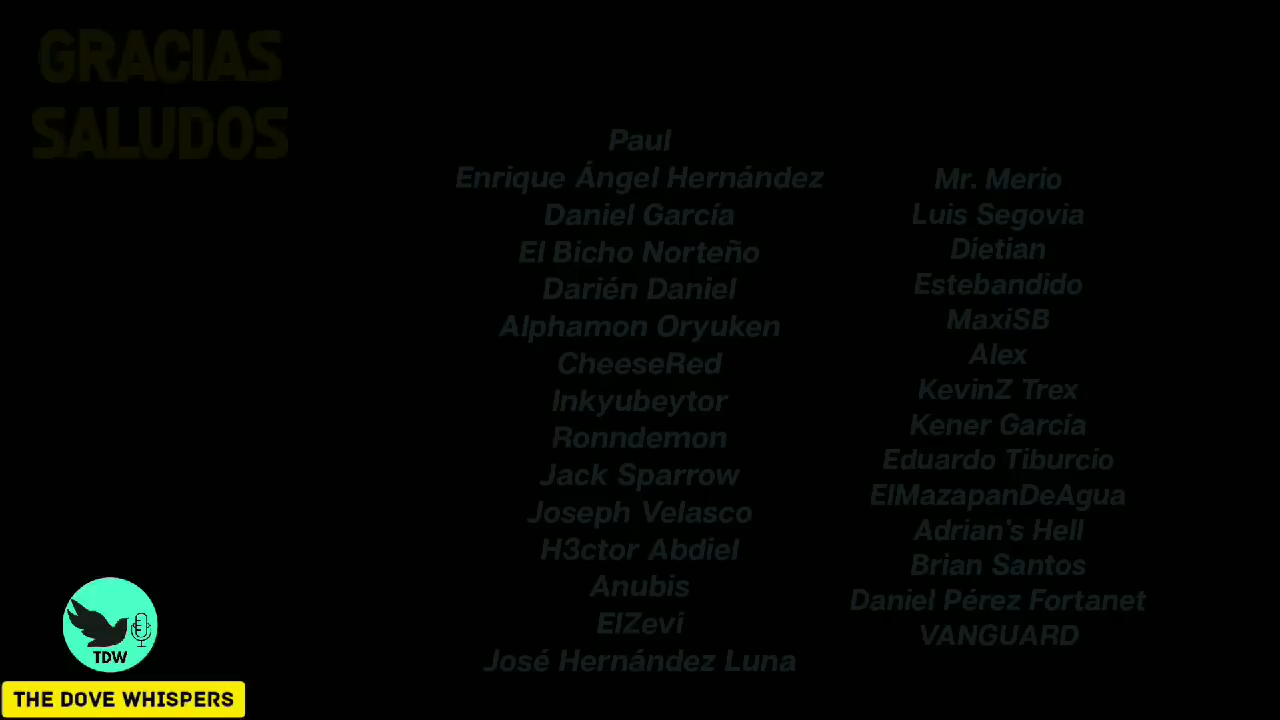 GRACIAS
SALUDOS
Paul
Enrique Ángel Hernández
Daniel García
El Bicho Norteño
Darién Daniel
Alphamon Oryuken
CheeseRed
Inkyubeytor
Ronndemon
Jack Sparrow
Joseph Velasco
H3ctor Abdiel
Anubis
ElZevi
José Hernández Luna
Mr. Merio
Luis Segovia
Dietian
Estebandido
MaxiSB
Alex
KevinZ Trex
Kener García
Eduardo Tiburcio
ElMazapanDeAgua
Adrian's Hell
Brian Santos
Daniel Pérez Fortanet
VANGUARD
TDW
THE DOVE WHISPERS